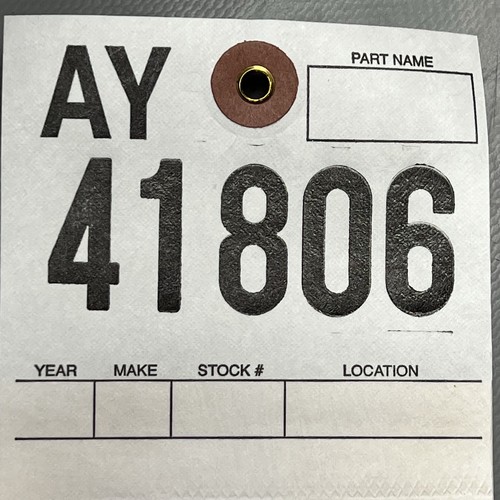 AY
PART NAME
41806
YEAR MAKE STOCK # LOCATION